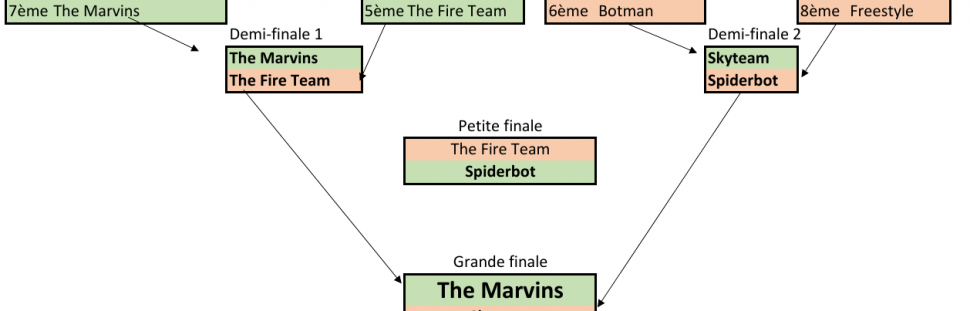 7ème The Marvins
5ème The Fire Team
6ème Botman
8ème Freestyle
Demi-finale 1
The Marvins
The Fire Team
Demi-finale 2
Skyteam
Spiderbot
Petite finale
The Fire Team
Spiderbot
Grande finale
The Marvins